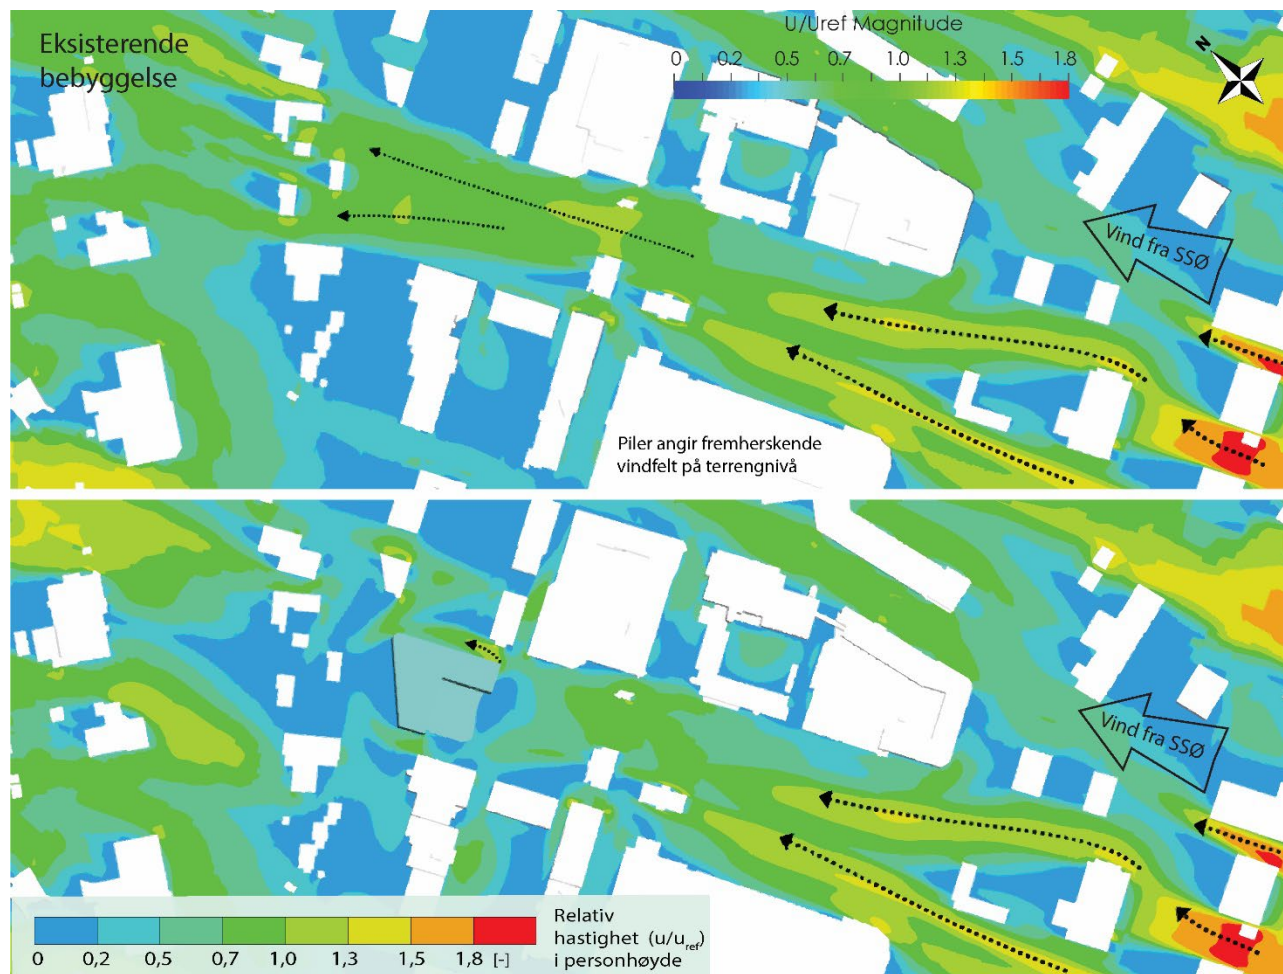 Eksisterende
bebyggelse
U/Uref Magnitude
0 0.2 0.5 0.7 1.0 1.3 1.5 1.8
N
Vind fra SSØ
Piler angir fremherskende
vindfelt på terrengnivå
Vind fra SSØ
Relativ
hastighet (u/uref)
i personhøyde
0 0,2 0,5 0,7 1,0 1,3 1,5 1,8 [-]